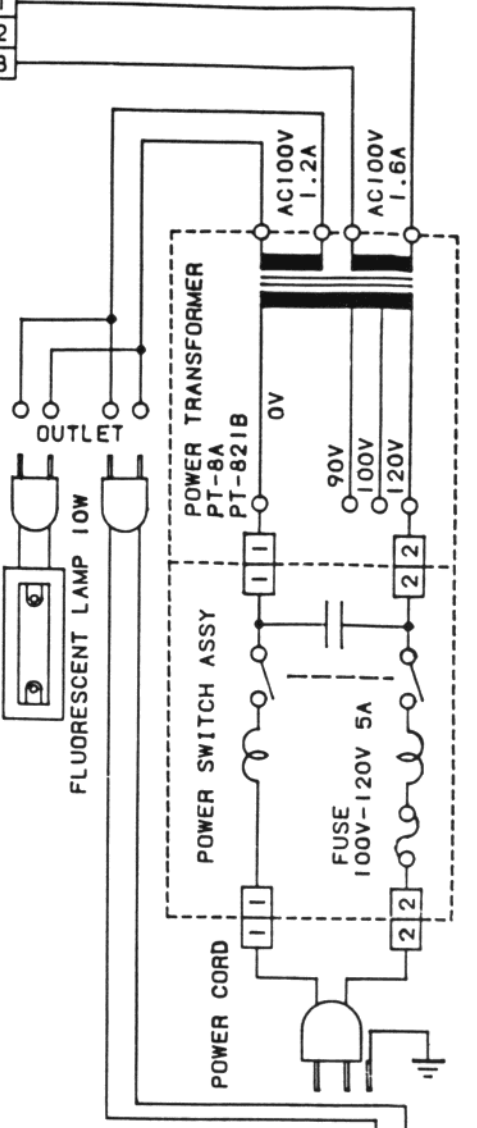 2
3
AC100V
1.2A
AC100V
1.6A
POWER TRANSFORMER
PT-8A
PT-821B
0V
90V
100V
120V
OUTLET
FLUORESCENT LAMP 10W
1 1
2 2
POWER SWITCH ASSY
FUSE
100V-120V 5A
1 1
2 2
POWER CORD